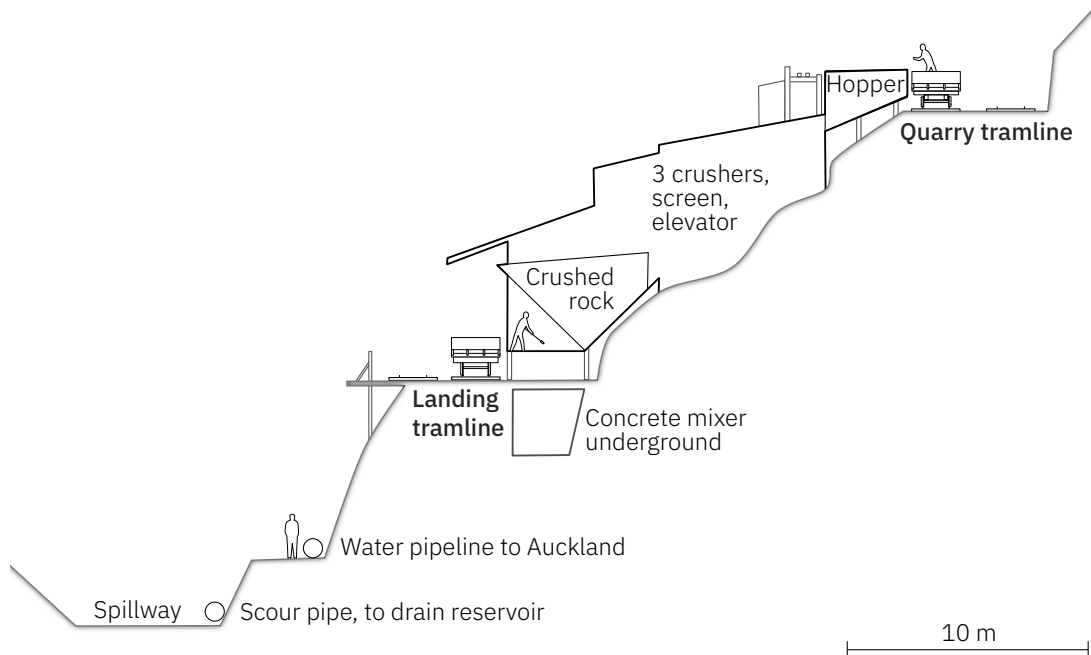 Hopper
Quarry tramline
3 crushers,
screen,
elevator
Crushed
rock
Landing
tramline
Concrete mixer
underground
Water pipeline to Auckland
Spillway
Scour pipe, to drain reservoir
10 m